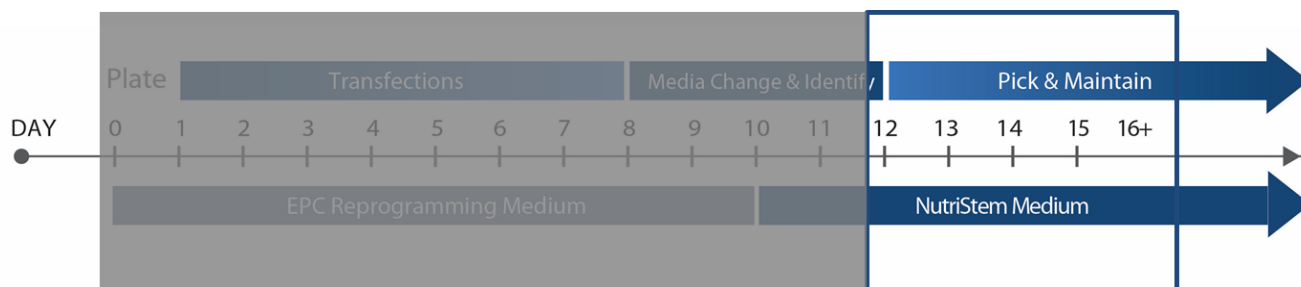 Plate Transfections Media Change & Identify Pick & Maintain
DAY 0 1 2 3 4 5 6 7 8 9 10 11 12 13 14 15 16+
EPC Reprogramming Medium NutriStem Medium